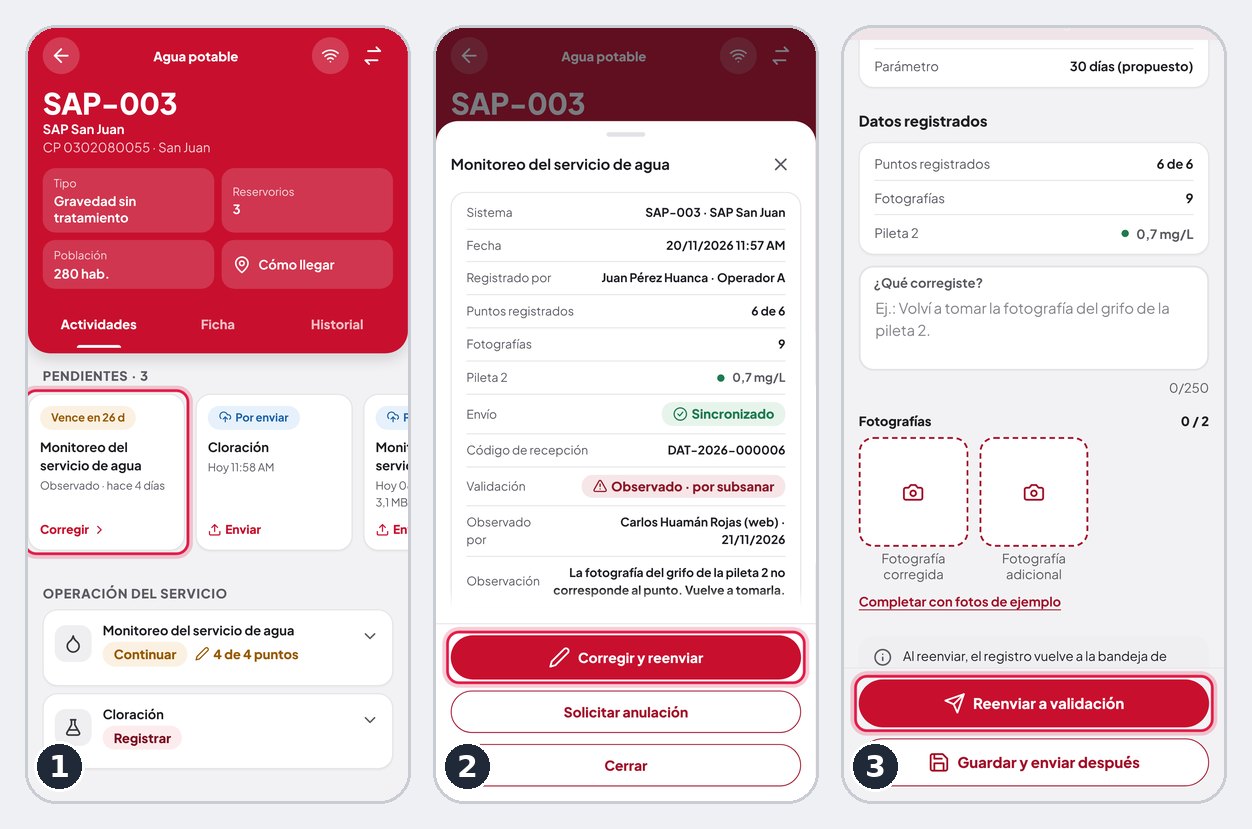 Agua potable
SAP-003
SAP San Juan
CP 0302080055 · San Juan
Tipo
Gravedad sin
tratamiento
Reservorios
3
Población
280 hab.
Cómo llegar
Actividades
Ficha
Historial
PENDIENTES · 3
Vence en 26 d
Monitoreo del
servicio de agua
Observado · hace 4 días
Corregir
Por enviar
Cloración
Hoy 11:58 AM
Enviar
3,1 MB
OPERACIÓN DEL SERVICIO
Monitoreo del servicio de agua
Continuar
4 de 4 puntos
Cloración
Registrar
1
Agua potable
SAP-003
Monitoreo del servicio de agua
Sistema
SAP-003 · SAP San Juan
Fecha
20/11/2026 11:57 AM
Registrado por
Juan Pérez Huanca · Operador A
Puntos registrados
6 de 6
Fotografías
9
Pileta 2
0,7 mg/L
Envío
Sincronizado
Código de recepción
DAT-2026-000006
Validación
Observado · por subsanar
Observado
por
Carlos Huamán Rojas (web) ·
21/11/2026
Observación
La fotografía del grifo de la pileta 2 no
corresponde al punto. Vuelve a tomarla.
Corregir y reenviar
Solicitar anulación
Cerrar
2
Parámetro
30 días (propuesto)
Datos registrados
Puntos registrados
6 de 6
Fotografías
9
Pileta 2
0,7 mg/L
¿Qué corregiste?
Ej.: Volví a tomar la fotografía del grifo de la
pileta 2.
0/250
Fotografías
0 / 2
Fotografía
corregida
Fotografía
adicional
Completar con fotos de ejemplo
Al reenviar, el registro vuelve a la bandeja de
Reenviar a validación
Guardar y enviar después
3